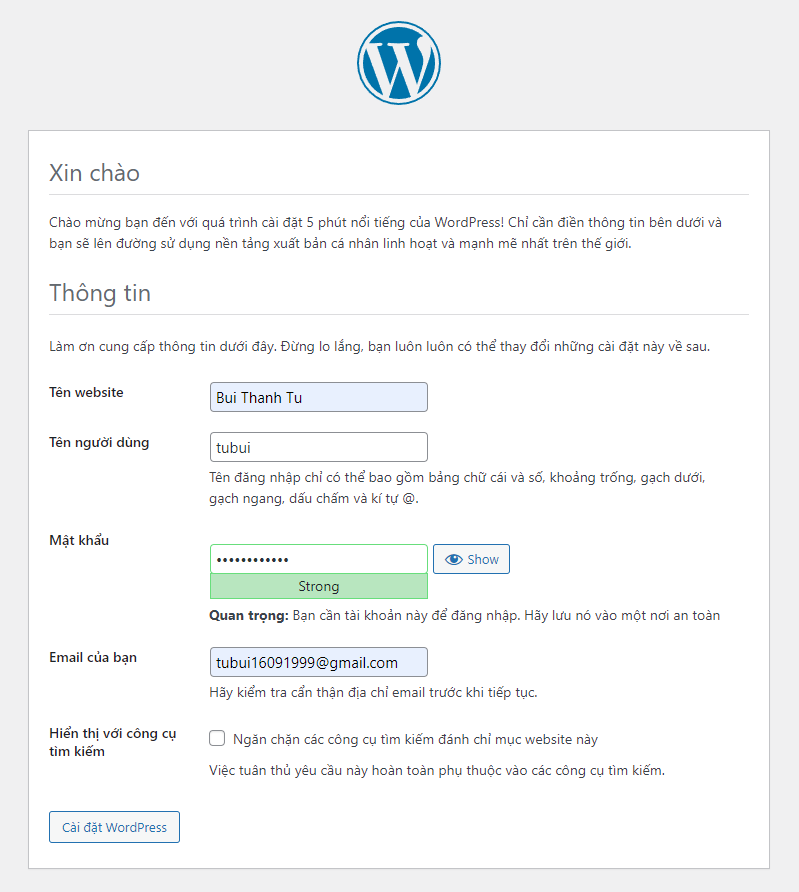 Xin chào
Chào mừng bạn đến với quá trình cài đặt 5 phút nổi tiếng của WordPress! Chỉ cần điền thông tin bên dưới và
bạn sẽ lên đường sử dụng nền tảng xuất bản cá nhân linh hoạt và mạnh mẽ nhất trên thế giới.
Thông tin
Làm ơn cung cấp thông tin dưới đây. Đừng lo lắng, bạn luôn luôn có thể thay đổi những cài đặt này về sau.
Tên website
Bui Thanh Tu
Tên người dùng
tubui
Tên đăng nhập chỉ có thể bao gồm bảng chữ cái và số, khoảng trống, gạch dưới,
gạch ngang, dấu chấm và kí tự @.
Mật khẩu
•••••••••••• Show
Strong
Quan trọng: Bạn cần tài khoản này để đăng nhập. Hãy lưu nó vào một nơi an toàn
Email của bạn
tubui16091999@gmail.com
Hãy kiểm tra cẩn thận địa chỉ email trước khi tiếp tục.
Hiển thị với công cụ
tìm kiếm
Ngăn chặn các công cụ tìm kiếm đánh chỉ mục website này
Việc tuân thủ yêu cầu này hoàn toàn phụ thuộc vào các công cụ tìm kiếm.
Cài đặt WordPress